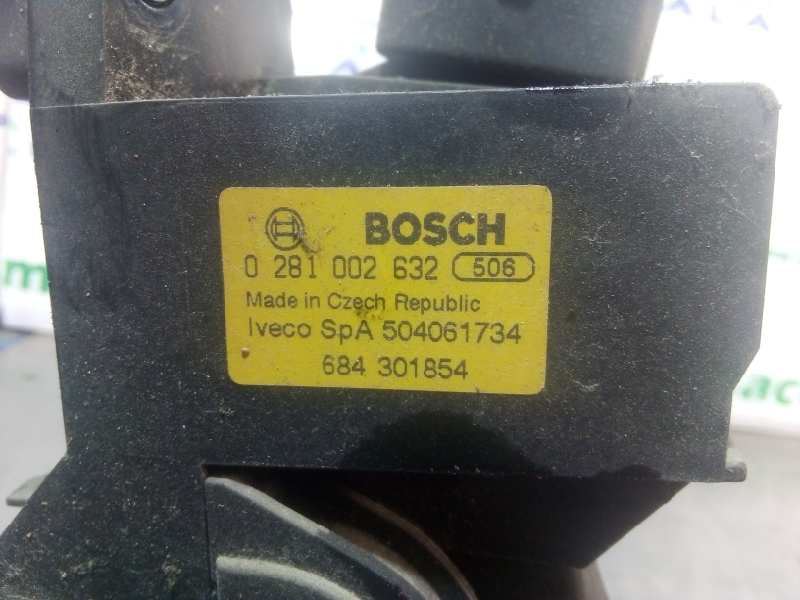 BOSCH
0 281 002 632 506
Made in Czech Republic
Iveco SpA 504061734
684 301854